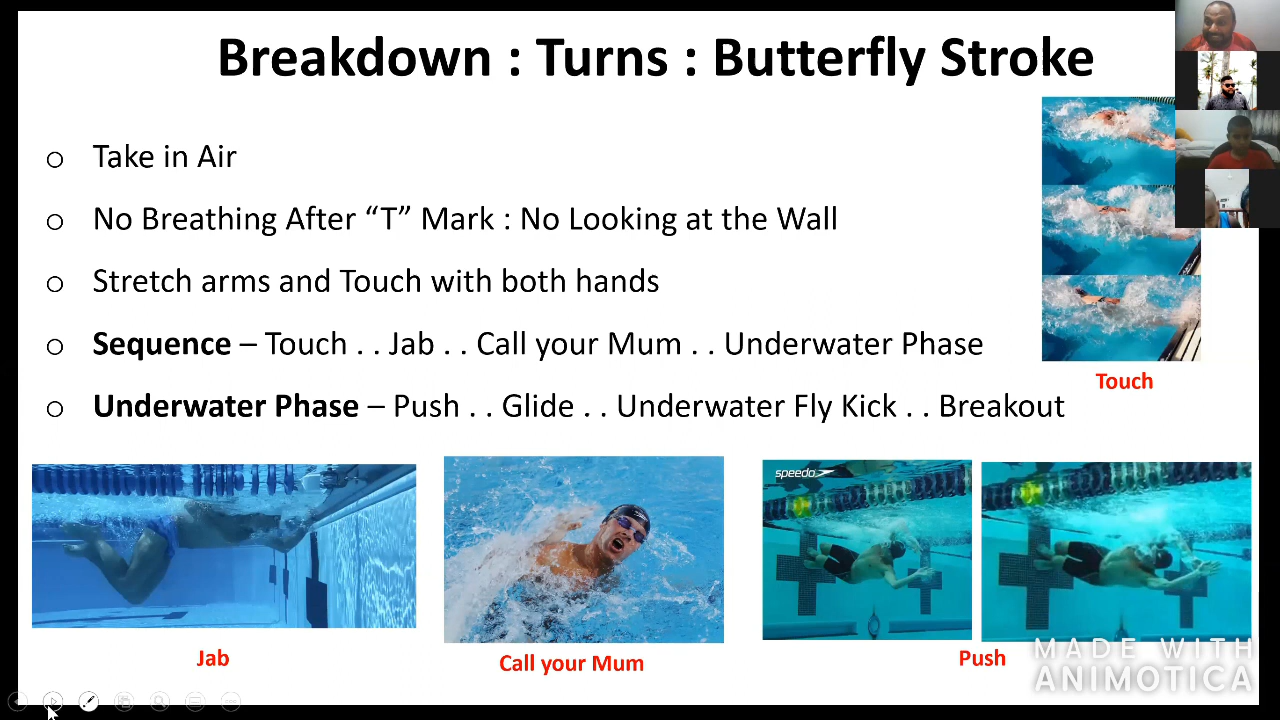 Breakdown : Turns : Butterfly Stroke
Take in Air
No Breathing After “T” Mark : No Looking at the Wall
Stretch arms and Touch with both hands
Sequence – Touch . . Jab . . Call your Mum . . Underwater Phase
Underwater Phase – Push . . Glide . . Underwater Fly Kick . . Breakout
Touch
speedo
Jab
Call your Mum
Push
MADE WITH
ANIMOTICA